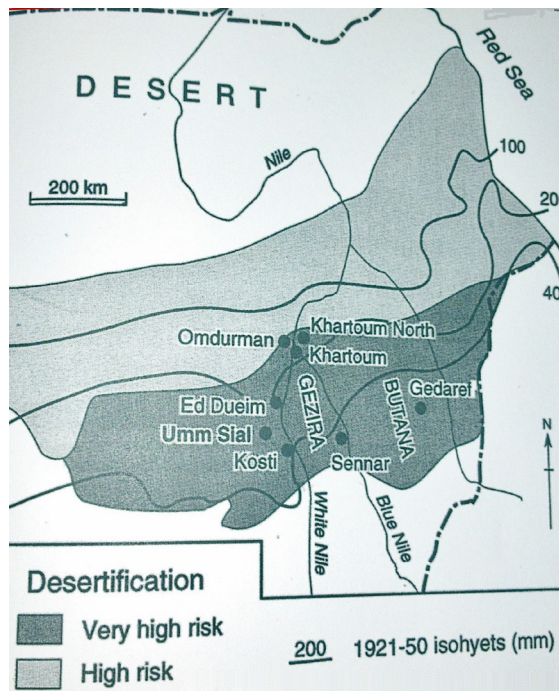 DESERT
Red Sea
Nile
200 km
100
20
40
Omdurman
Khartoum North
Khartoum
GEZIRA
BUTANA
Gedaref
Ed Dueim
Umm Sial
Kosti
Sennar
N
White Nile
Blue Nile
Desertification
Very high risk
High risk
200 1921-50 isohyets (mm)